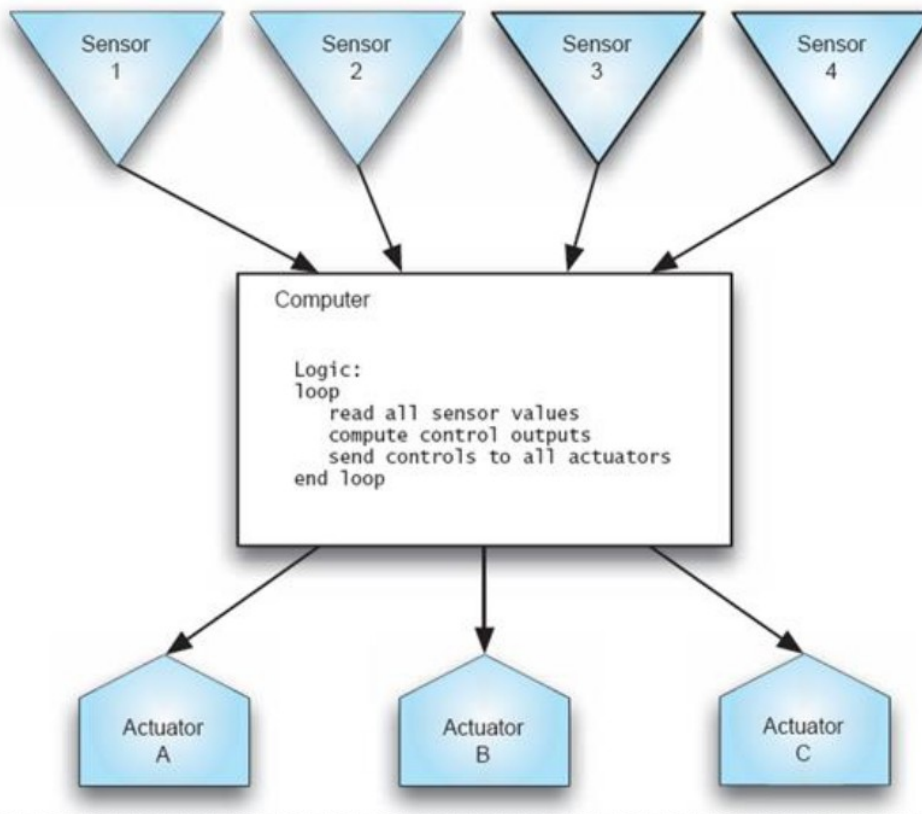 Sensor
1
Sensor
2
Sensor
3
Sensor
4
Computer
Logic:
loop
read all sensor values
compute control outputs
send controls to all actuators
end loop
Actuator
A
Actuator
B
Actuator
C